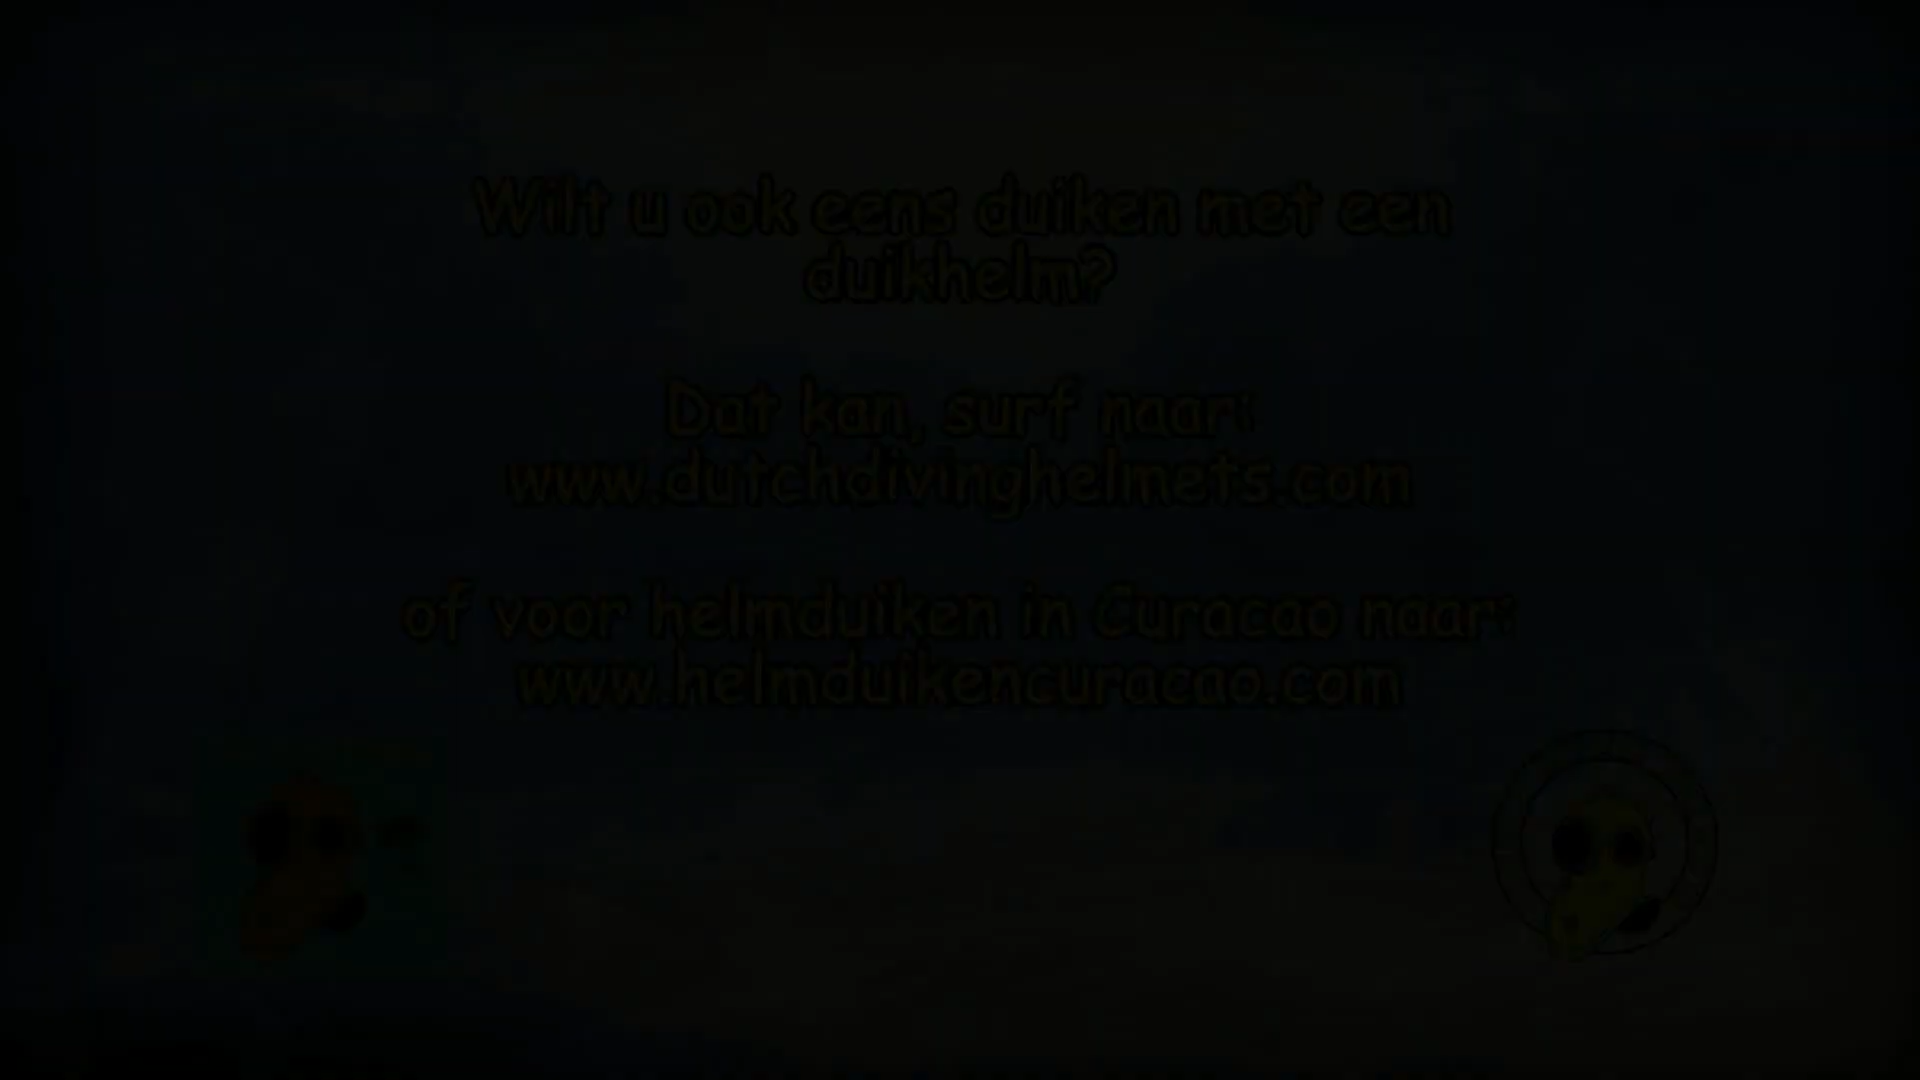 Wilt u ook eens duiken met een
duikhelm?
Dat kan, surf naar:
www.dutchdivinghelmets.com
of voor helmduiken in Curacao naar:
www.helmduikencuracao.com